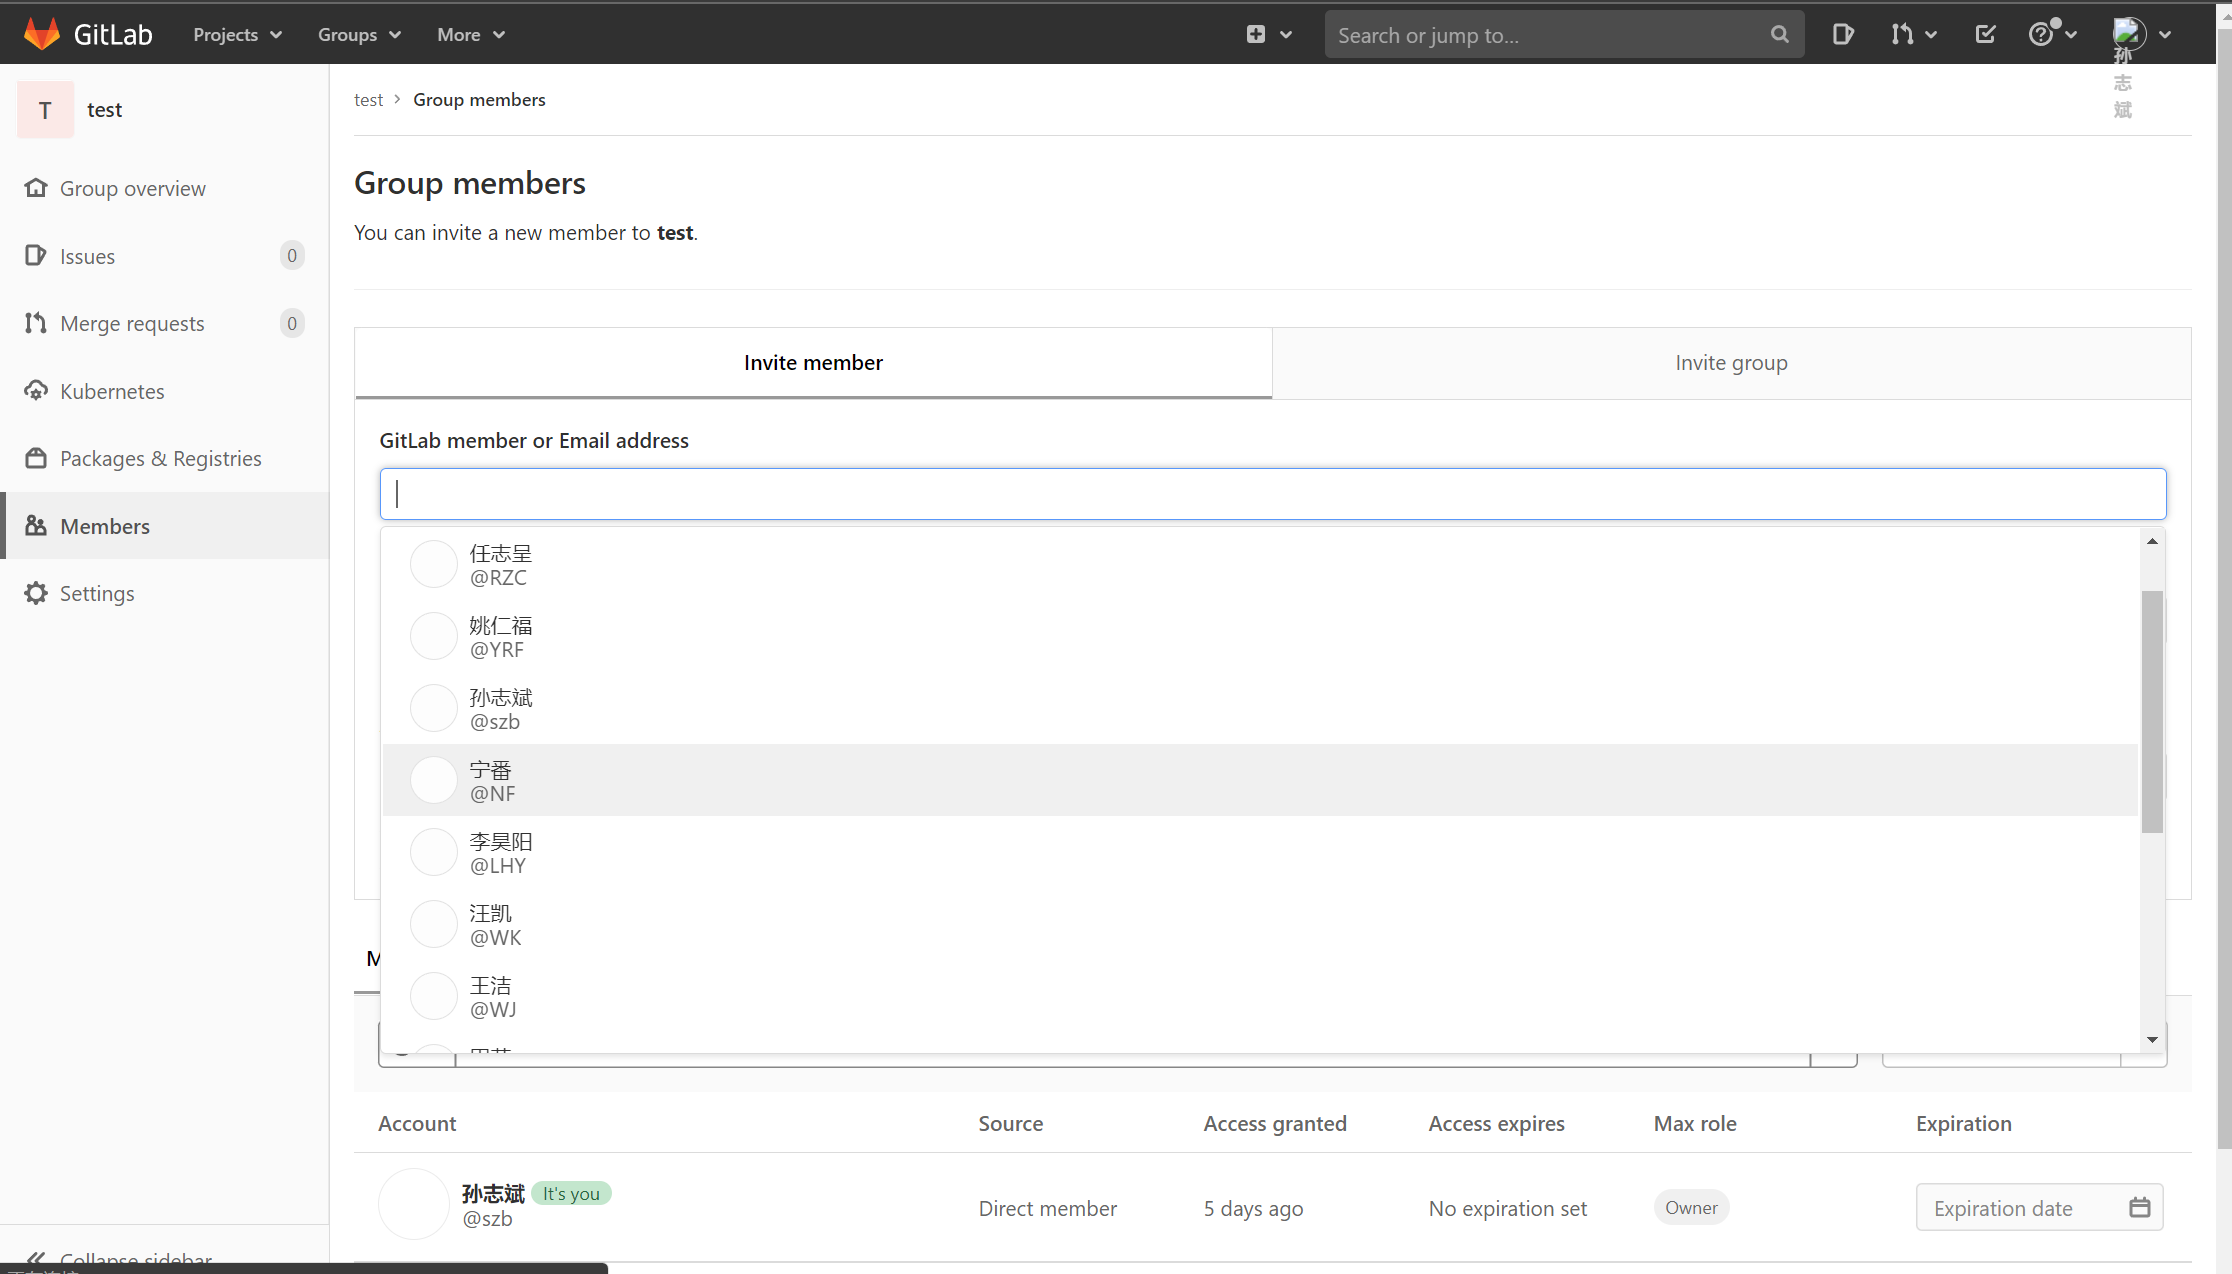 GitLab Projects Groups More Search or jump to...
孙
志
斌
T test
test > Group members
Group members
You can invite a new member to test.
Group overview
Issues 0
Merge requests 0
Kubernetes
Packages & Registries
Members
Settings
Collapse sidebar
Invite member Invite group
GitLab member or Email address
任志呈
@RZC
姚仁福
@YRF
孙志斌
@szb
宁番
@NF
李昊阳
@LHY
汪凯
@WK
王洁
@WJ
M
Account Source Access granted Access expires Max role Expiration
孙志斌 It's you
@szb
Direct member 5 days ago No expiration set Owner Expiration date